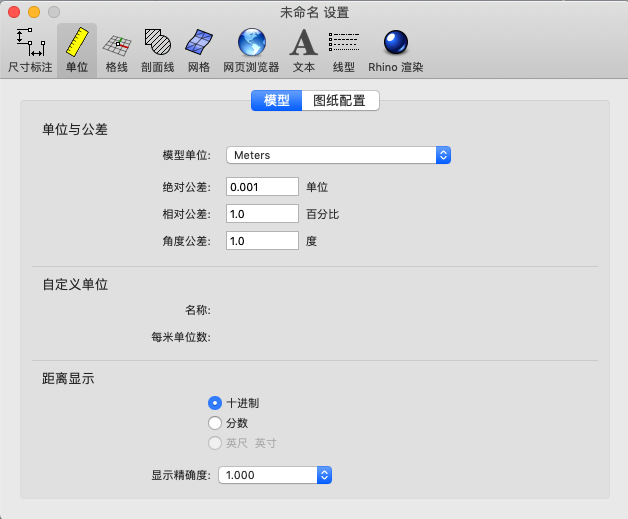 未命名 设置
尺寸标注 单位 格线 剖面线 网格 网页浏览器 文本 线型 Rhino 渲染
模型 图纸配置
单位与公差
模型单位: Meters
绝对公差: 0.001 单位
相对公差: 1.0 百分比
角度公差: 1.0 度
自定义单位
名称:
每米单位数:
距离显示
十进制
分数
英尺 英寸
显示精确度: 1.000